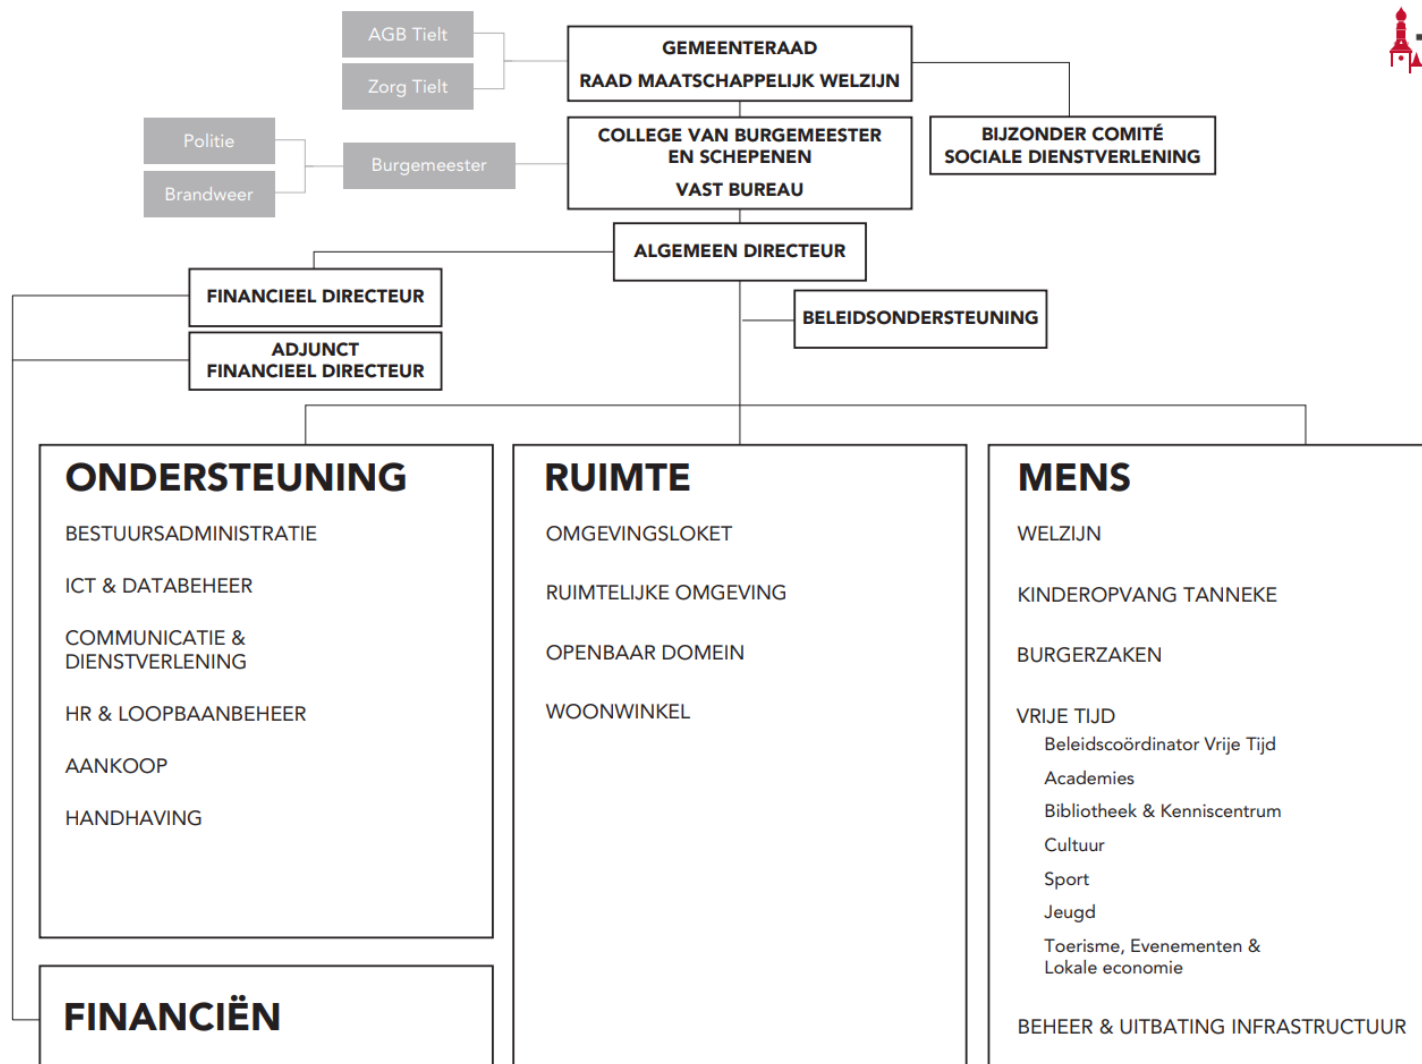 AGB Tielt
Zorg Tielt
GEMEENTERAAD
RAAD MAATSCHAPPELIJK WELZIJN
Politie
Brandweer
Burgemeester
COLLEGE VAN BURGEMEESTER
EN SCHEPENEN
VAST BUREAU
BIJZONDER COMITÉ
SOCIALE DIENSTVERLENING
ALGEMEEN DIRECTEUR
FINANCIEEL DIRECTEUR
ADJUNCT
FINANCIEEL DIRECTEUR
BELEIDSONDERSTEUNING
ONDERSTEUNING
BESTUURSADMINISTRATIE
ICT & DATABEHEER
COMMUNICATIE &
DIENSTVERLENING
HR & LOOPBAANBEHEER
AANKOOP
HANDHAVING
FINANCIËN
RUIMTE
OMGEVINGSLOKET
RUIMTELIJKE OMGEVING
OPENBAAR DOMEIN
WOONWINKEL
MENS
WELZIJN
KINDEROPVANG TANNEKE
BURGERZAKEN
VRIJE TIJD
Beleidscoördinator Vrije Tijd
Academies
Bibliotheek & Kenniscentrum
Cultuur
Sport
Jeugd
Toerisme, Evenementen &
Lokale economie
BEHEER & UITBATING INFRASTRUCTUUR